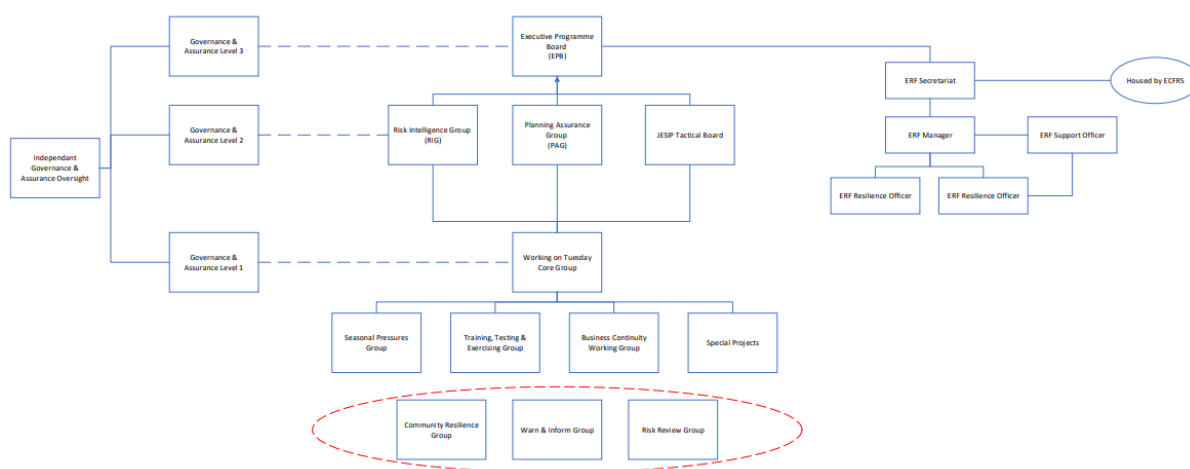 Governance &
Assurance Level 3
Executive Programme
Board
(EPB)
ERF Secretariat
Housed by ECFRS
Governance &
Assurance Level 2
Risk Intelligence Group
(RIG)
Planning Assurance
Group
(PAG)
JESIP Tactical Board
ERF Manager
ERF Support Officer
Independant
Governance &
Assurance Oversight
ERF Resilience Officer
ERF Resilience Officer
Governance &
Assurance Level 1
Working on Tuesday
Core Group
Seasonal Pressures
Group
Training, Testing &
Exercising Group
Business Continuity
Working Group
Special Projects
Community Resilience
Group
Warn & Inform Group
Risk Review Group